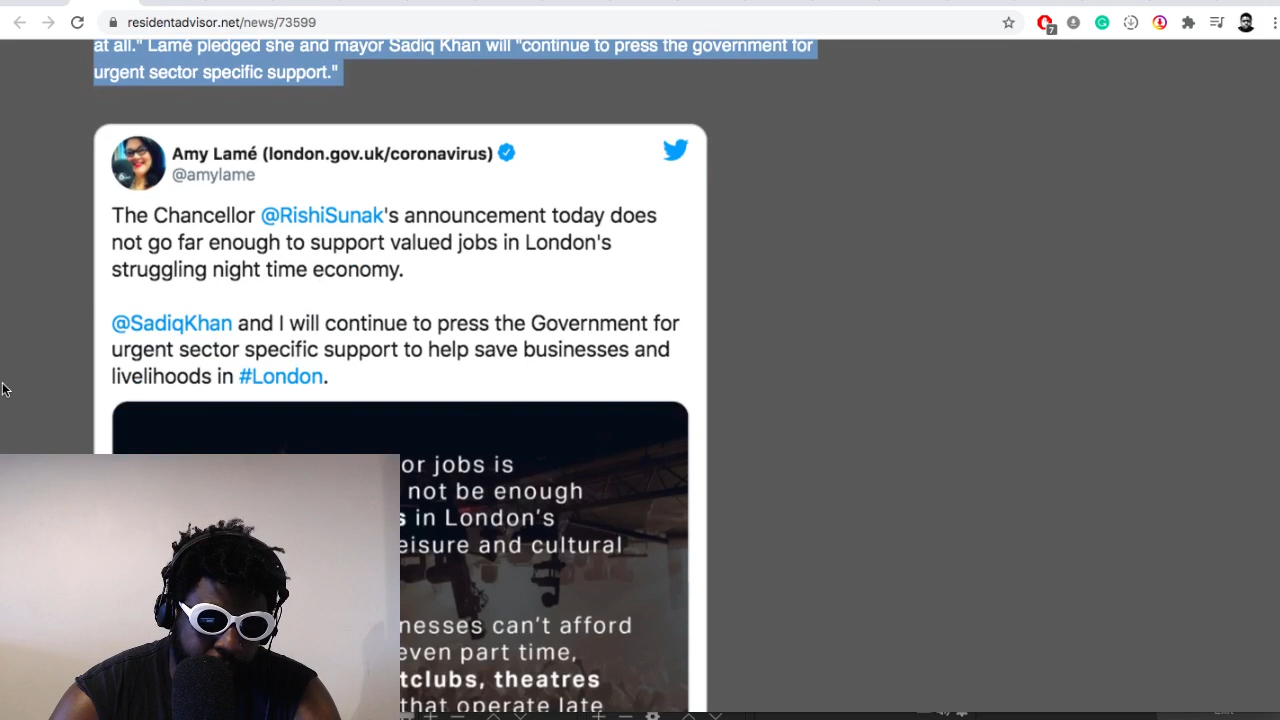 residentadvisor.net/news/73599
7
at all." Lamé pledged she and mayor Sadiq Khan will "continue to press the government for
urgent sector specific support."
Amy Lamé (london.gov.uk/coronavirus)
@amylame
The Chancellor @RishiSunak's announcement today does
not go far enough to support valued jobs in London's
struggling night time economy.
@SadiqKhan and I will continue to press the Government for
urgent sector specific support to help save businesses and
livelihoods in #London.
or jobs is
not be enough
in London's
and cultural
can't afford
even part time,
theatres
that operate late